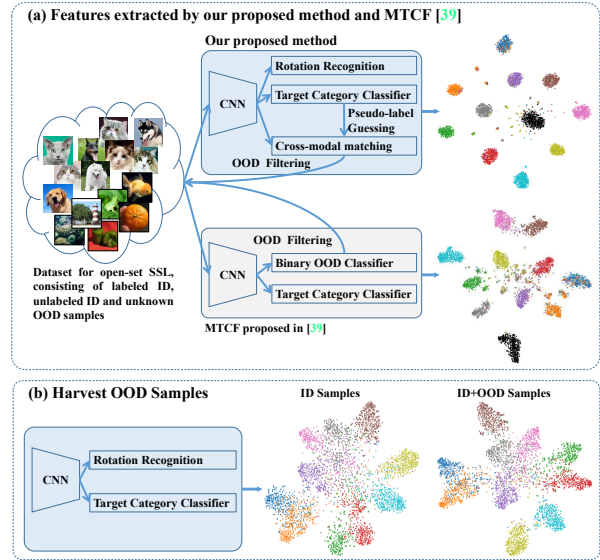 (a) Features extracted by our proposed method and MTCF [39]
Our proposed method
CNN
Rotation Recognition
Target Category Classifier
Pseudo-label
Guessing
Cross-modal matching
OOD Filtering
Dataset for open-set SSL,
consisting of labeled ID,
unlabeled ID and unknown
OOD samples
OOD Filtering
CNN
Binary OOD Classifier
Target Category Classifier
MTCF proposed in [39]
(b) Harvest OOD Samples
ID Samples
ID+OOD Samples
CNN
Rotation Recognition
Target Category Classifier